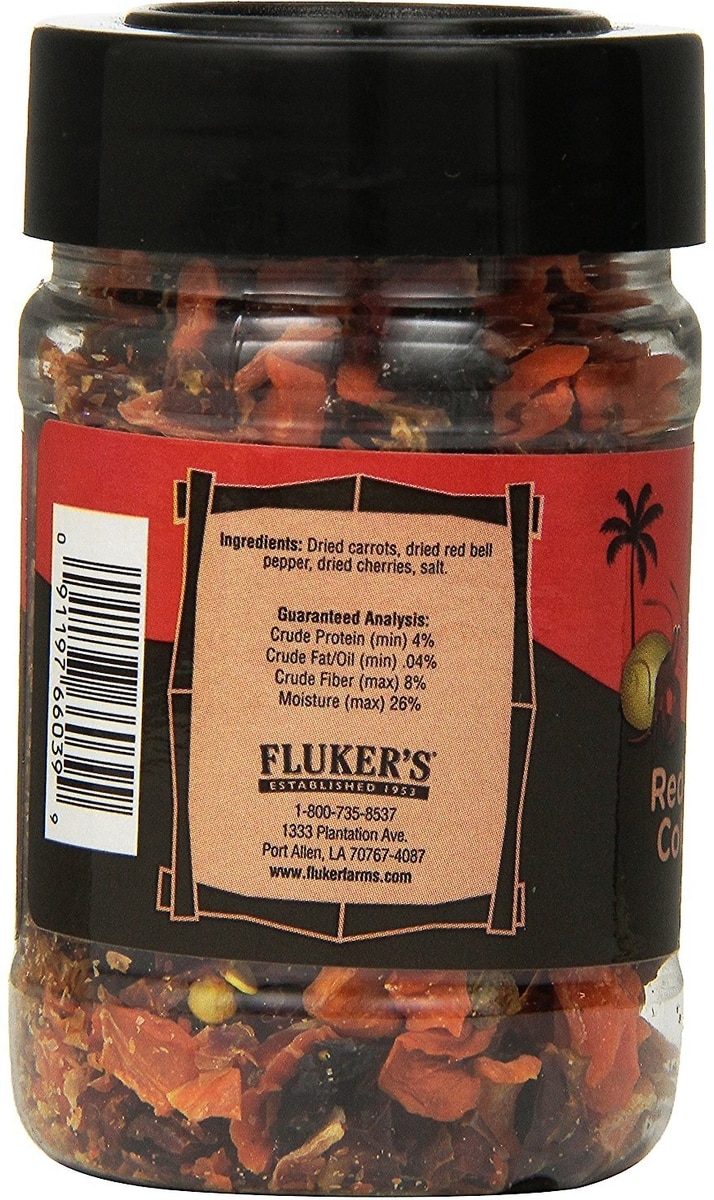 Ingredients: Dried carrots, dried red bell
pepper, dried cherries, salt.
Guaranteed Analysis:
Crude Protein (min) 4%
Crude Fat/Oil (min) .04%
Crude Fiber (max) 8%
Moisture (max) 26%
FLUKER'S
ESTABLISHED 1953
1-800-735-8537
1333 Plantation Ave.
Port Allen, LA 70767-4087
www.flukerfarms.com
0 91197 66039 9
Red
Co